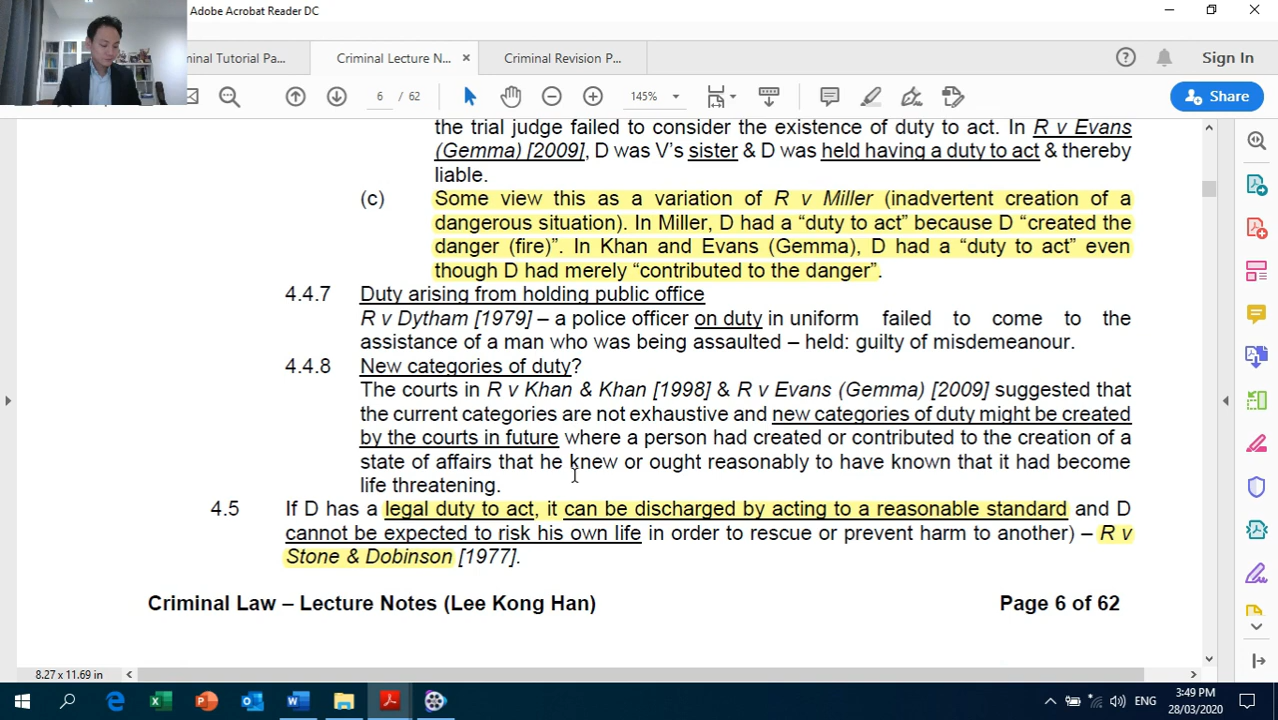 Adobe Acrobat Reader DC
ninal Tutorial Pa...
Criminal Lecture N...
Criminal Revision P...
Sign In
6 / 62
145%
Share
the trial judge failed to consider the existence of duty to act. In R v Evans
(Gemma) [2009], D was V's sister & D was held having a duty to act & thereby
liable.
(c) Some view this as a variation of R v Miller (inadvertent creation of a
dangerous situation). In Miller, D had a “duty to act” because D “created the
danger (fire)”. In Khan and Evans (Gemma), D had a “duty to act” even
though D had merely “contributed to the danger”.
4.4.7 Duty arising from holding public office
R v Dytham [1979] – a police officer on duty in uniform failed to come to the
assistance of a man who was being assaulted – held: guilty of misdemeanour.
4.4.8 New categories of duty?
The courts in R v Khan & Khan [1998] & R v Evans (Gemma) [2009] suggested that
the current categories are not exhaustive and new categories of duty might be created
by the courts in future where a person had created or contributed to the creation of a
state of affairs that he knew or ought reasonably to have known that it had become
life threatening.
4.5 If D has a legal duty to act, it can be discharged by acting to a reasonable standard and D
cannot be expected to risk his own life in order to rescue or prevent harm to another) – R v
Stone & Dobinson [1977].
Criminal Law – Lecture Notes (Lee Kong Han)
Page 6 of 62
8.27 x 11.69 in
ENG
3:49 PM
28/03/2020